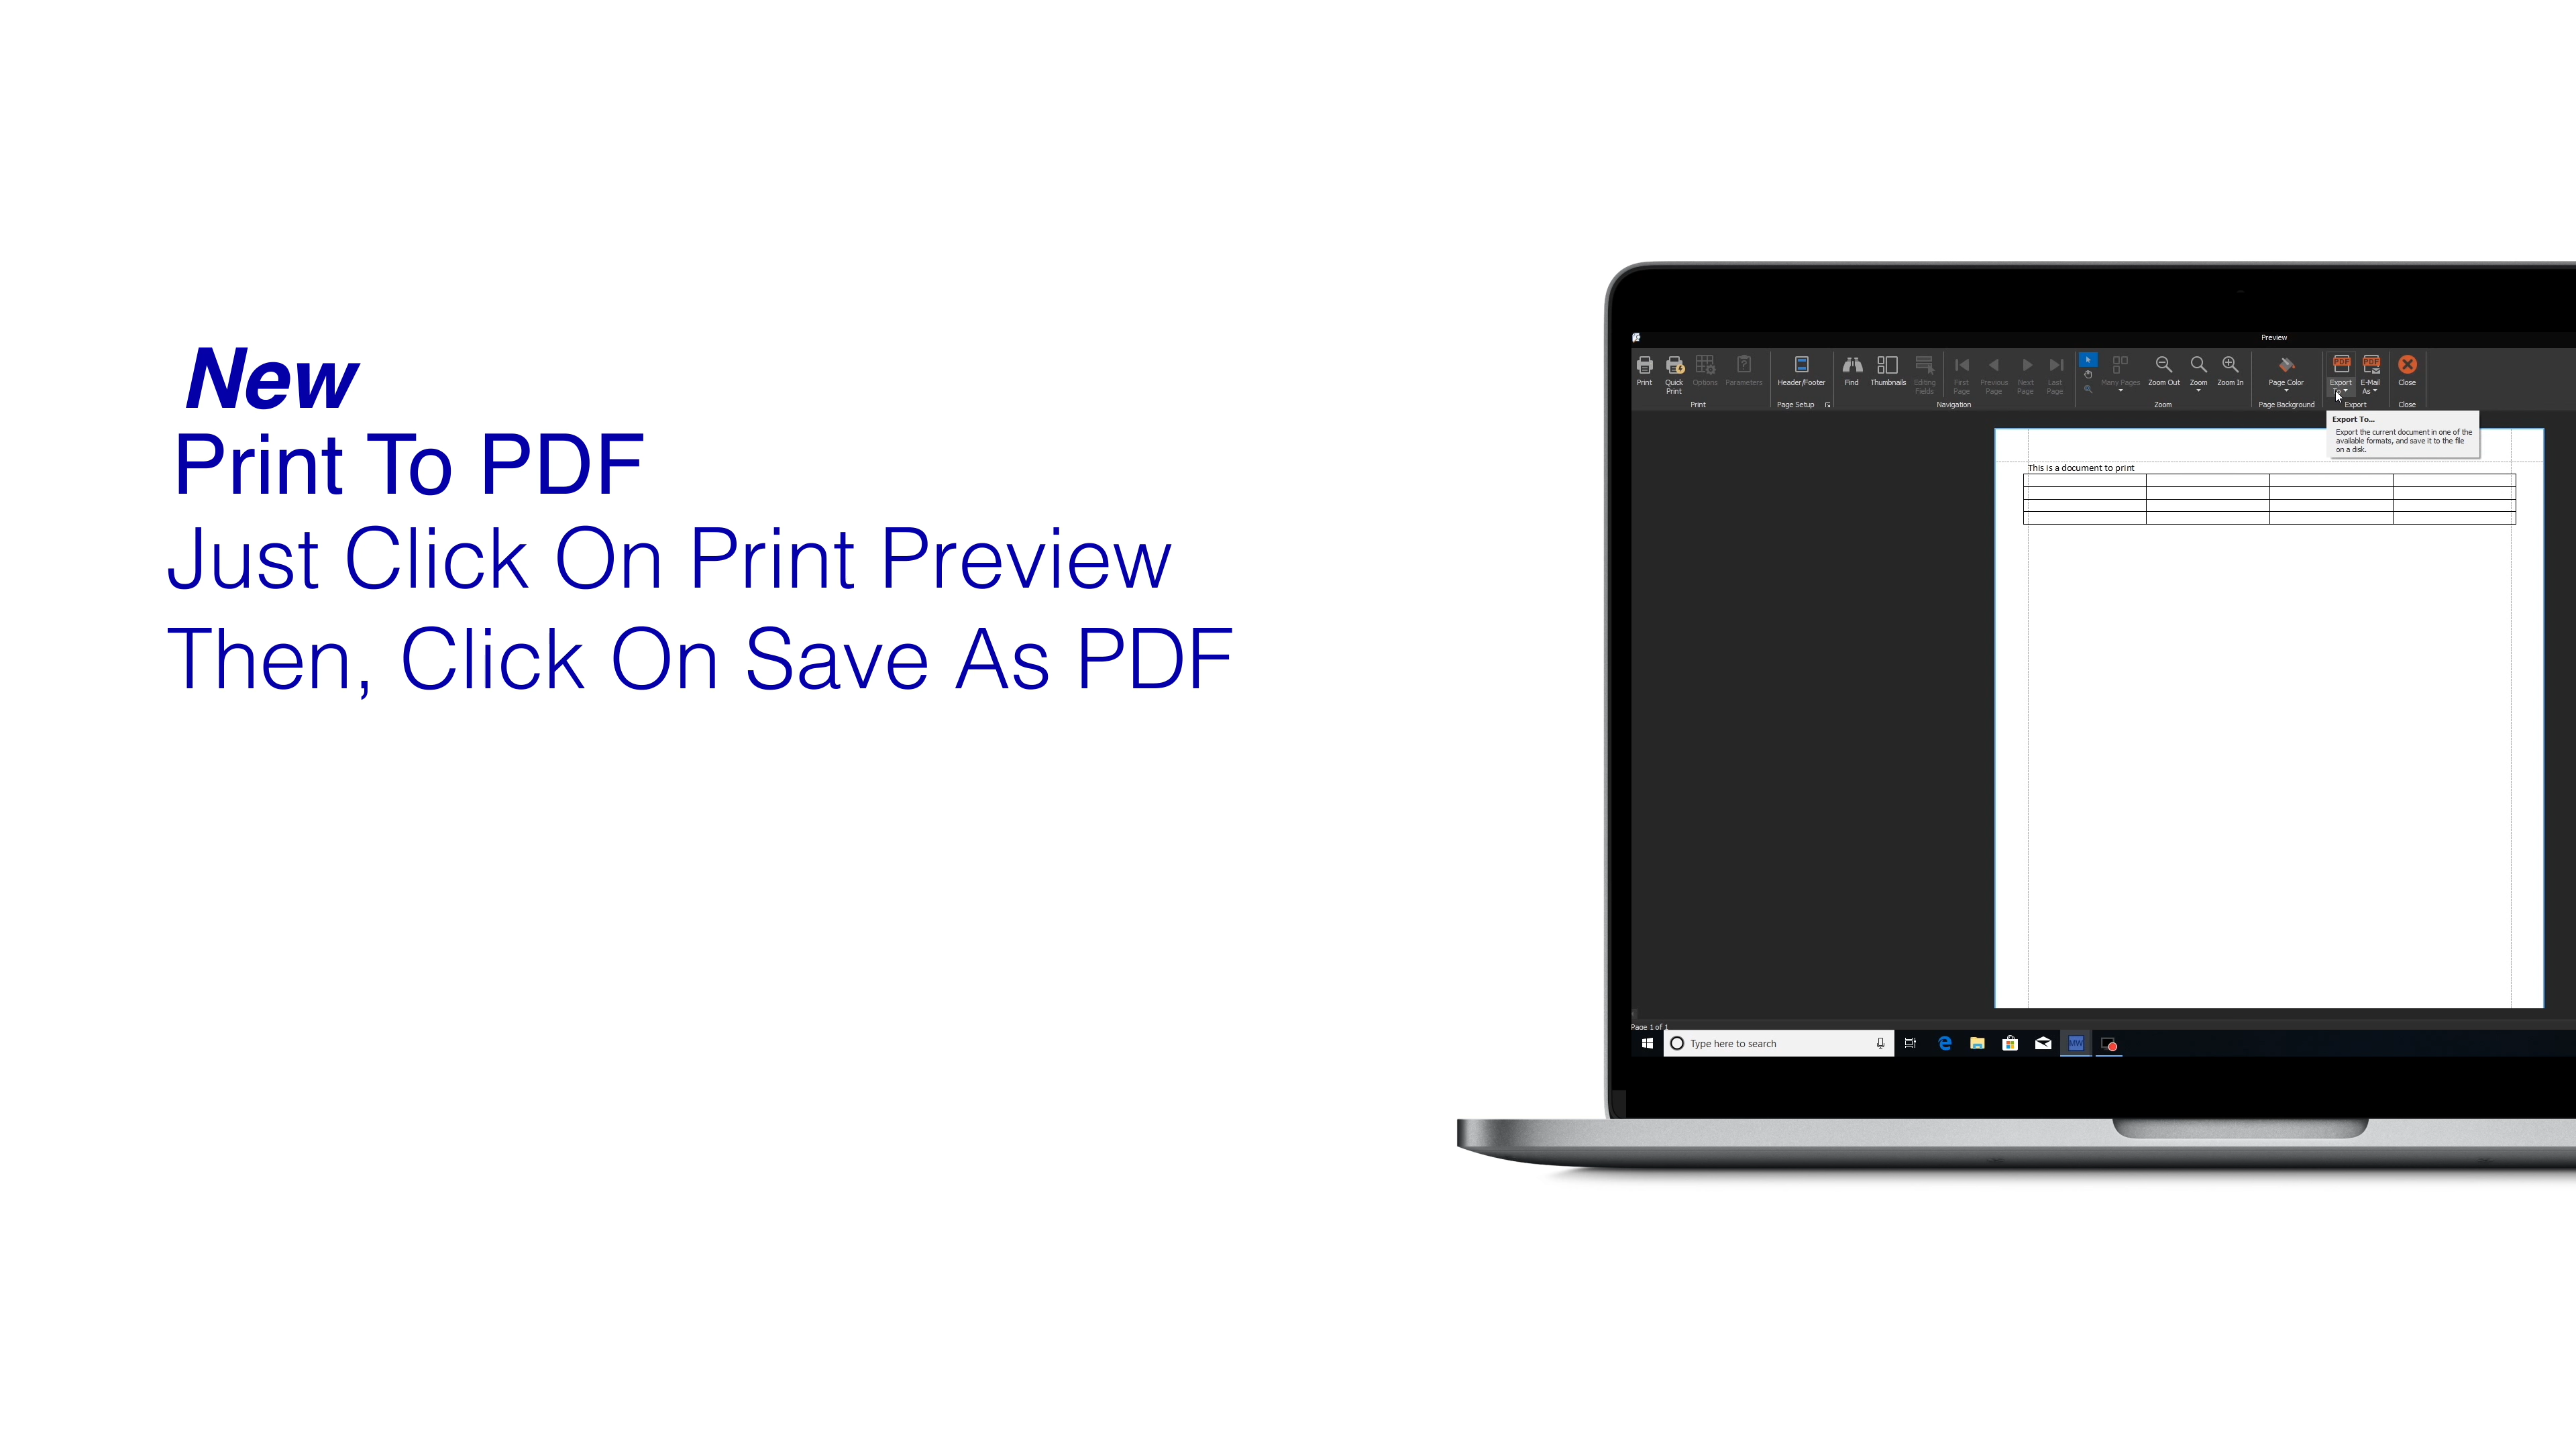 New
Print To PDF
Just Click On Print Preview
Then, Click On Save As PDF
Preview
Print
Quick
Print
Options
Parameters
Header/Footer
Find
Thumbnails
Editing
Fields
First
Page
Previous
Page
Next
Page
Last
Page
Many Pages
Zoom Out
Zoom
Zoom In
Page Color
PDF
Export
To
PDF
E-Mail
As
Close
Print
Page Setup
Navigation
Zoom
Page Background
Export
Close
Export To...
Export the current document in one of the
available formats, and save it to the file
on a disk.
This is a document to print
Page 1 of 1
Type here to search
MW